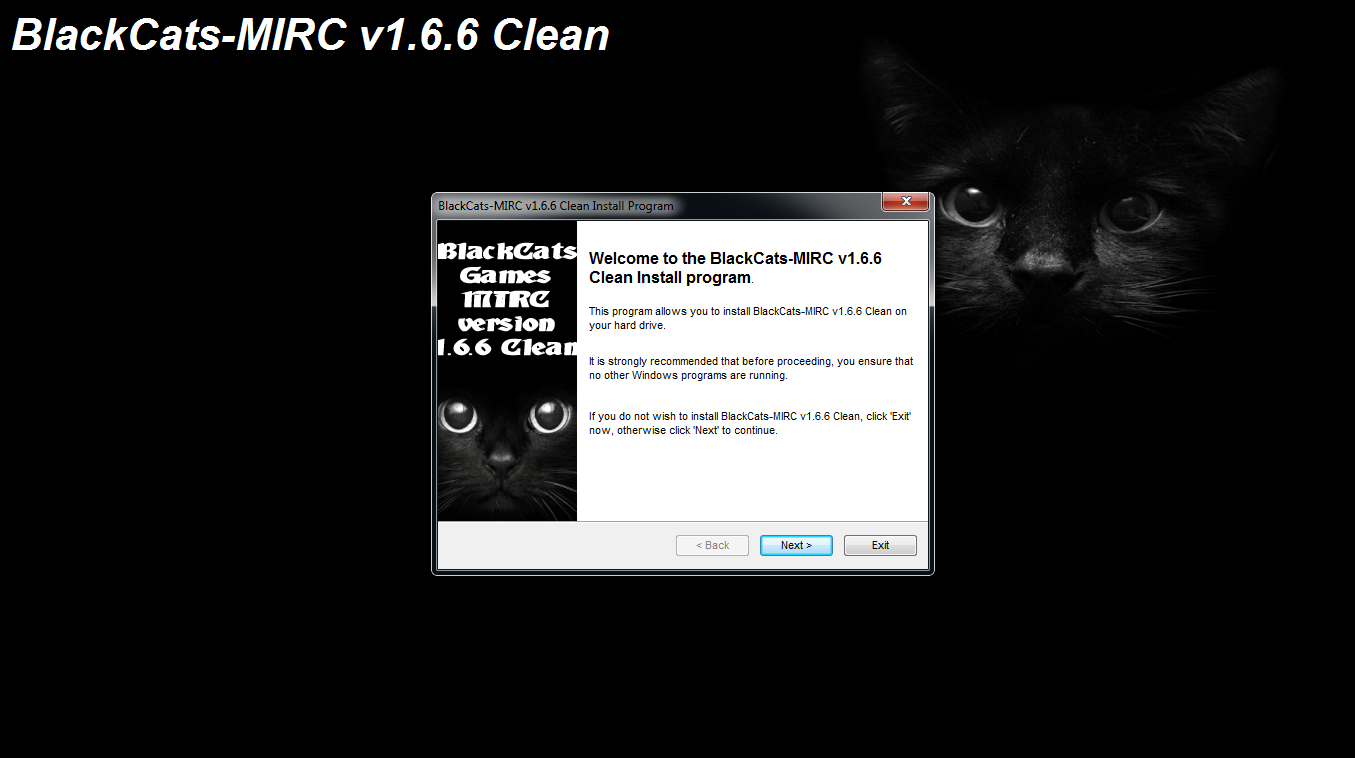 BlackCats-MIRC v1.6.6 Clean
BlackCats-MIRC v1.6.6 Clean Install Program
BlackCats
Games
MIRC
version
1.6.6 Clean
Welcome to the BlackCats-MIRC v1.6.6
Clean Install program.
This program allows you to install BlackCats-MIRC v1.6.6 Clean on
your hard drive.
It is strongly recommended that before proceeding, you ensure that
no other Windows programs are running.
If you do not wish to install BlackCats-MIRC v1.6.6 Clean, click 'Exit'
now, otherwise click 'Next' to continue.
< Back Next > Exit